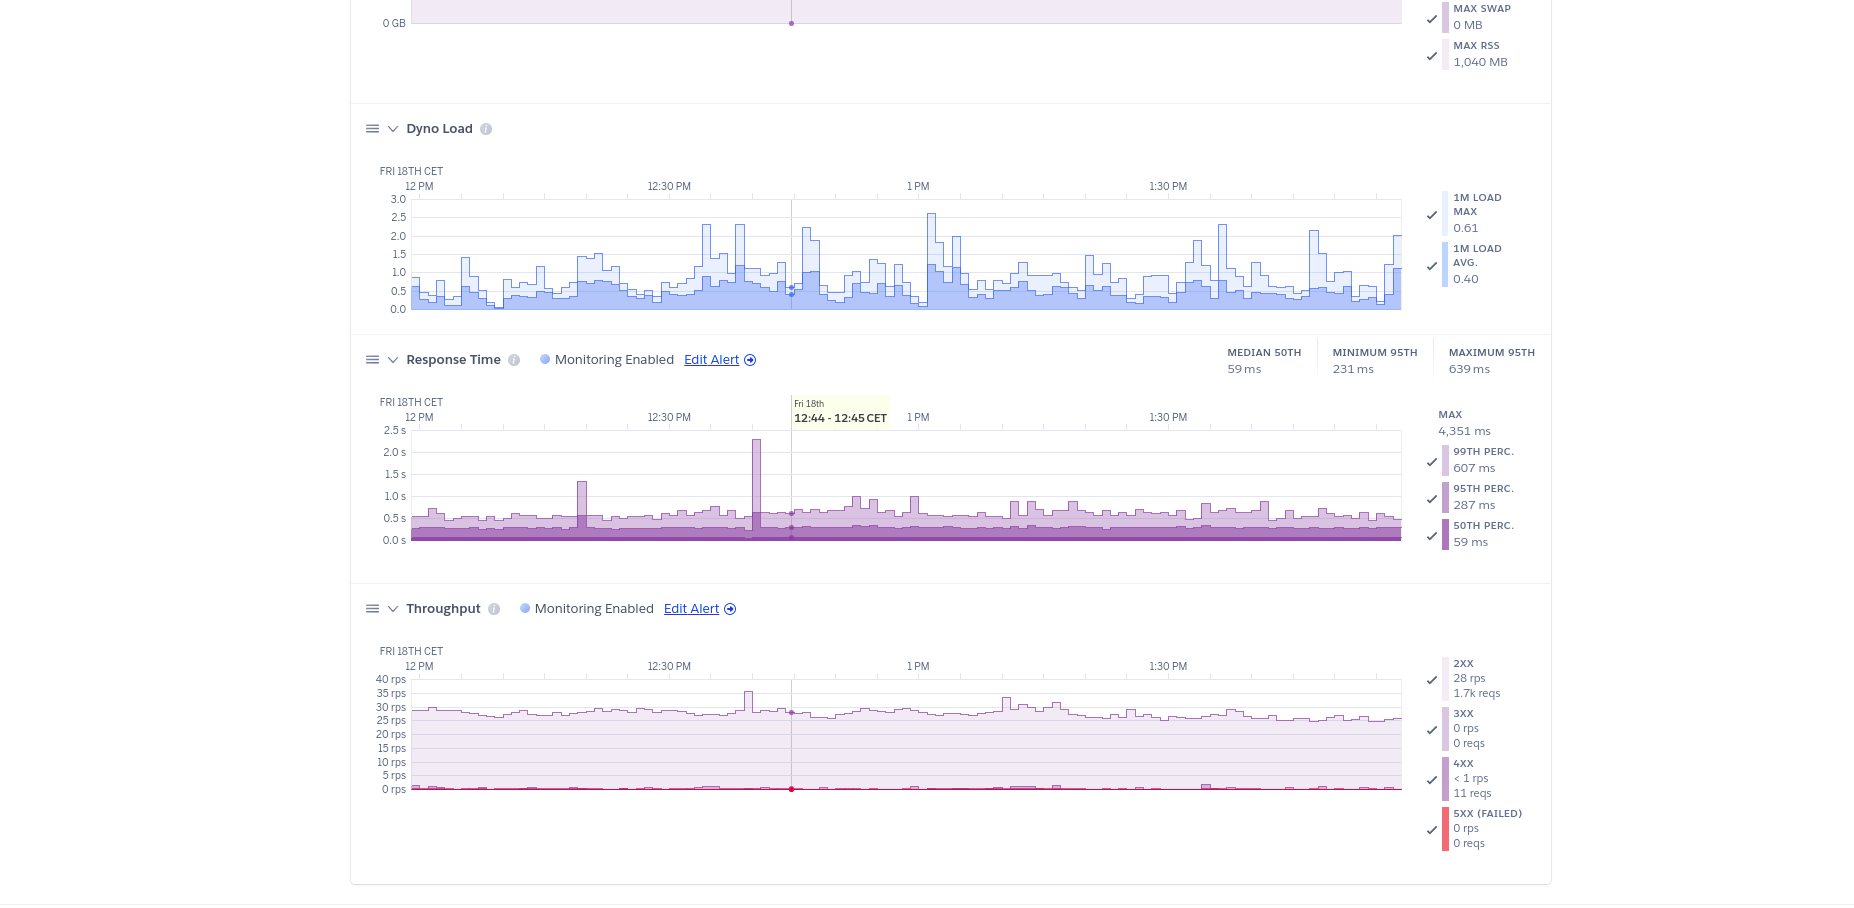 0 GB
MAX SWAP
0 MB
MAX RSS
1,040 MB
Dyno Load
FRI 18TH CET
12 PM 12:30 PM 1 PM 1:30 PM
3.0
2.5
2.0
1.5
1.0
0.5
0.0
1M LOAD
MAX
0.61
1M LOAD
AVG.
0.40
Response Time Monitoring Enabled Edit Alert
MEDIAN 50TH
59 ms
MINIMUM 95TH
231 ms
MAXIMUM 95TH
639 ms
FRI 18TH CET
12 PM 12:30 PM 1 PM 1:30 PM
Fri 18th
12:44 - 12:45 CET
2.5 s
2.0 s
1.5 s
1.0 s
0.5 s
0.0 s
MAX
4,351 ms
99TH PERC.
607 ms
95TH PERC.
287 ms
50TH PERC.
59 ms
Throughput Monitoring Enabled Edit Alert
FRI 18TH CET
12 PM 12:30 PM 1 PM 1:30 PM
40 rps
35 rps
30 rps
25 rps
20 rps
15 rps
10 rps
5 rps
0 rps
2XX
28 rps
1.7k reqs
3XX
0 rps
0 reqs
4XX
< 1 rps
11 reqs
5XX (FAILED)
0 rps
0 reqs